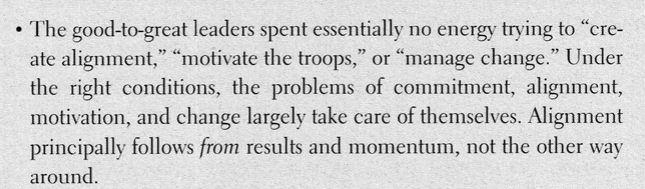 • The good-to-great leaders spent essentially no energy trying to “cre-
ate alignment,” “motivate the troops,” or “manage change.” Under
the right conditions, the problems of commitment, alignment,
motivation, and change largely take care of themselves. Alignment
principally follows from results and momentum, not the other way
around.